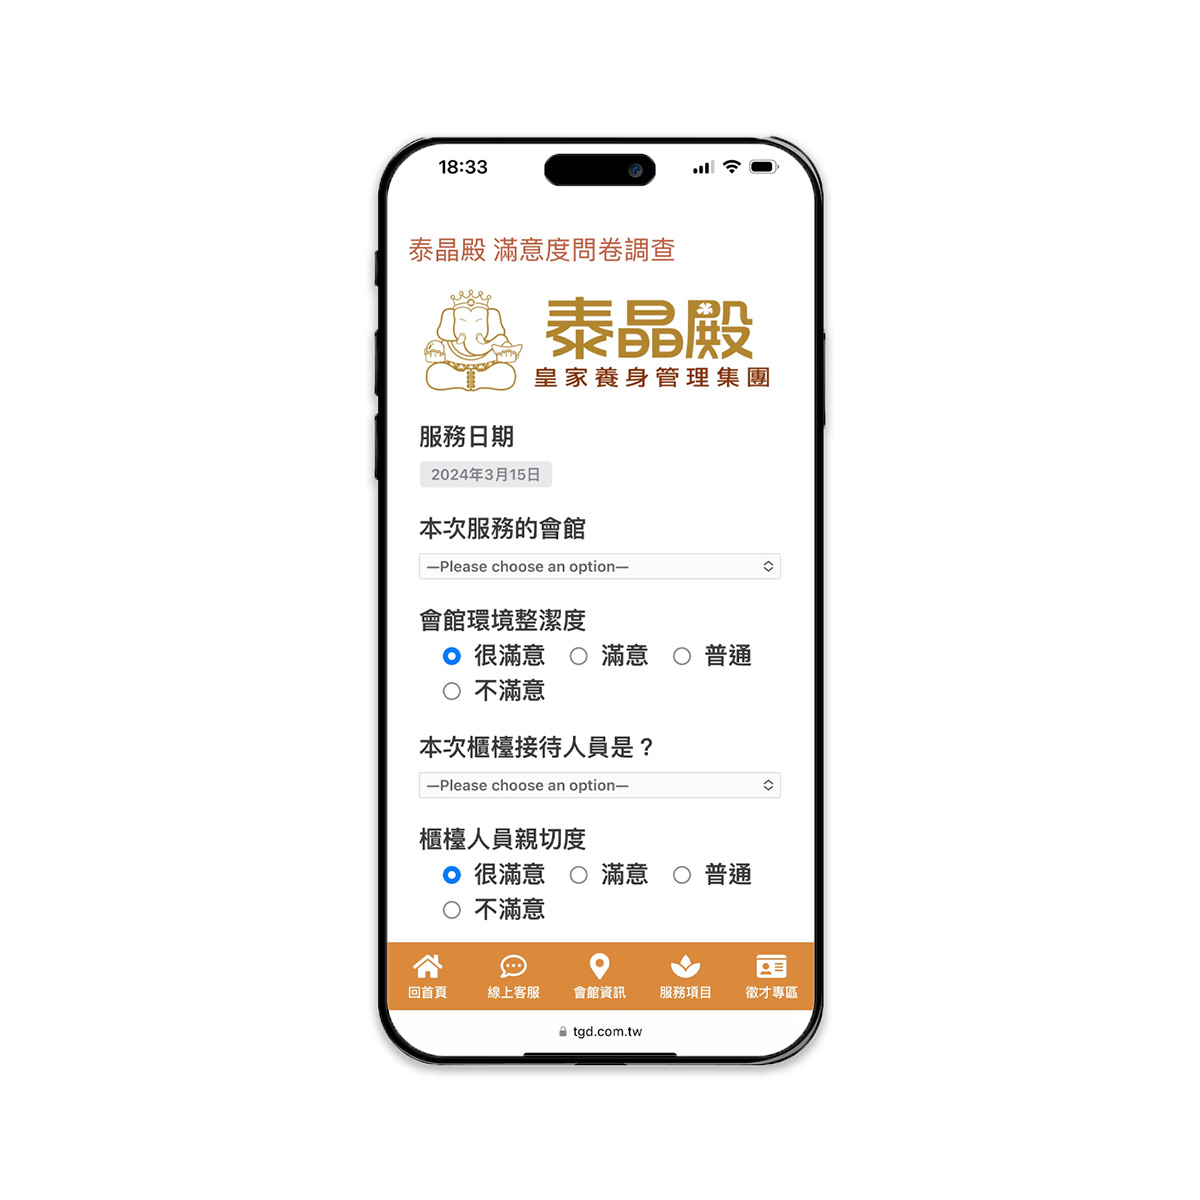 18:33
泰晶殿 滿意度問卷調查
泰晶殿
皇家養身管理集團
服務日期
2024年3月15日
本次服務的會館
—Please choose an option—
會館環境整潔度
很滿意 滿意 普通
不滿意
本次櫃檯接待人員是？
—Please choose an option—
櫃檯人員親切度
很滿意 滿意 普通
不滿意
回首頁 線上客服 會館資訊 服務項目 徵才專區
tgd.com.tw